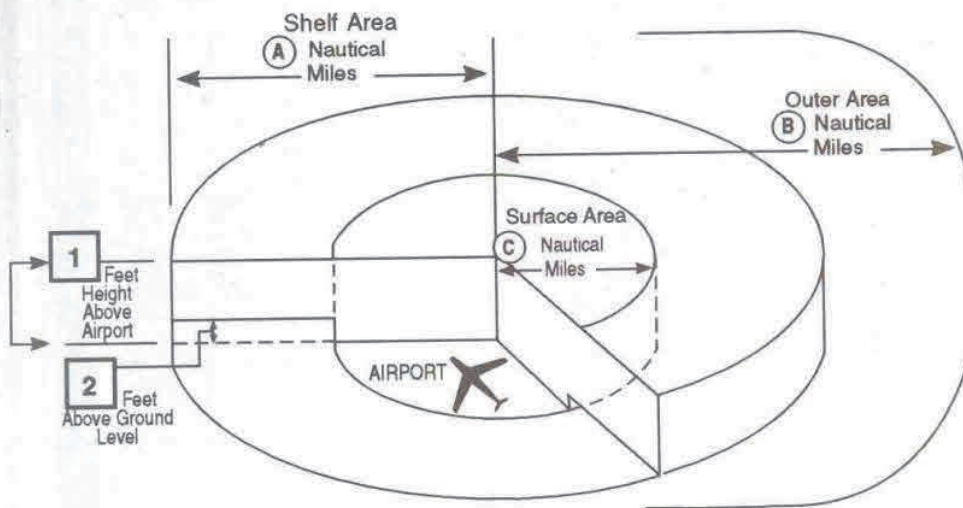 Shelf Area
A Nautical
Miles
Outer Area
B Nautical
Miles
Surface Area
C Nautical
Miles
1
Feet
Height
Above
Airport
2
Feet
Above Ground
Level
AIRPORT